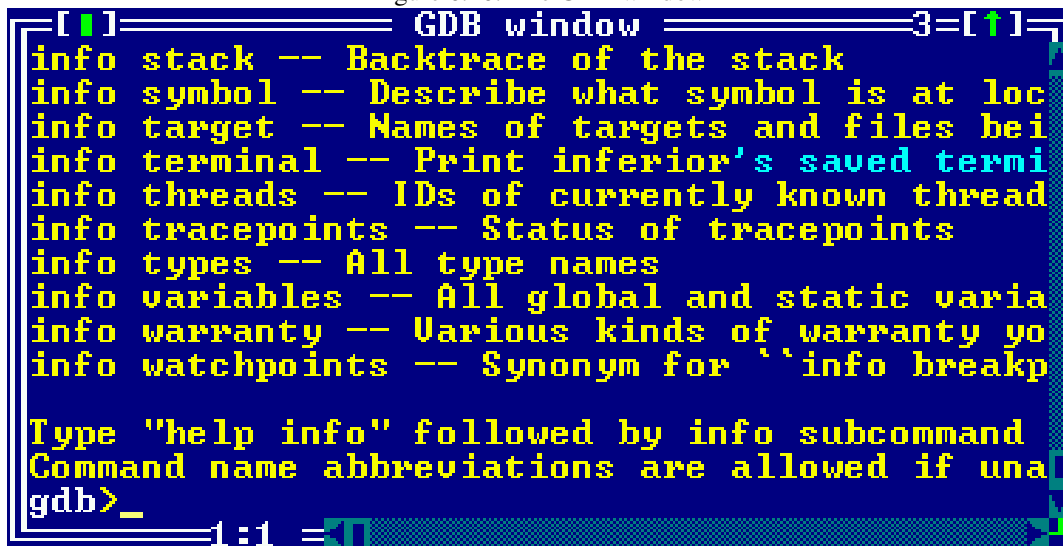 =[▮]= GDB window =3=[↑]=
info stack -- Backtrace of the stack
info symbol -- Describe what symbol is at loc
info target -- Names of targets and files bei
info terminal -- Print inferior's saved termi
info threads -- IDs of currently known thread
info tracepoints -- Status of tracepoints
info types -- All type names
info variables -- All global and static varia
info warranty -- Various kinds of warranty yo
info watchpoints -- Synonym for ``info breakp
Type "help info" followed by info subcommand
Command name abbreviations are allowed if una
gdb>_
1:1